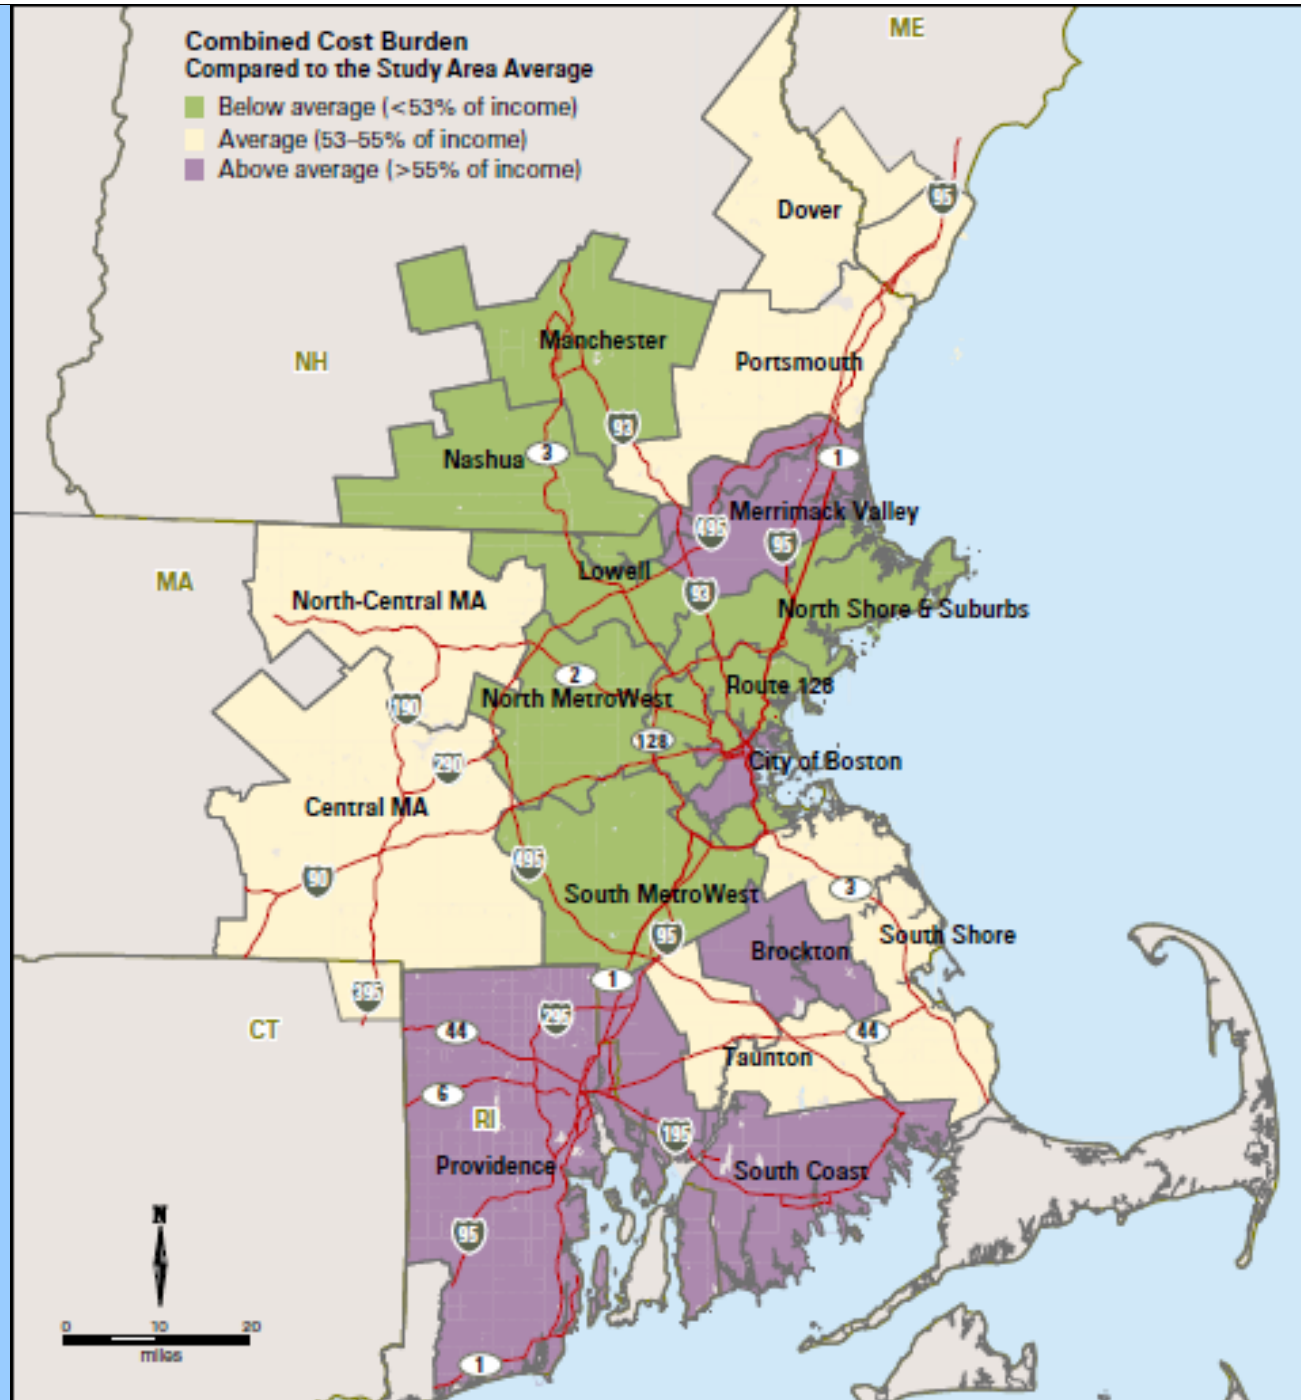 Combined Cost Burden
Compared to the Study Area Average
Below average (<53% of income)
Average (53–55% of income)
Above average (>55% of income)
ME
95
Dover
Manchester
NH
Portsmouth
93
Nashua
3
1
Merrimack Valley
495
95
MA
Lowell
93
North-Central MA
North Shore & Suburbs
2
Route 128
North MetroWest
190
128
290
City of Boston
Central MA
495
90
3
South MetroWest
95
South Shore
Brockton
1
395
295
CT
44
44
Taunton
6
RI
195
Providence
South Coast
N
95
0 10 20
miles
1